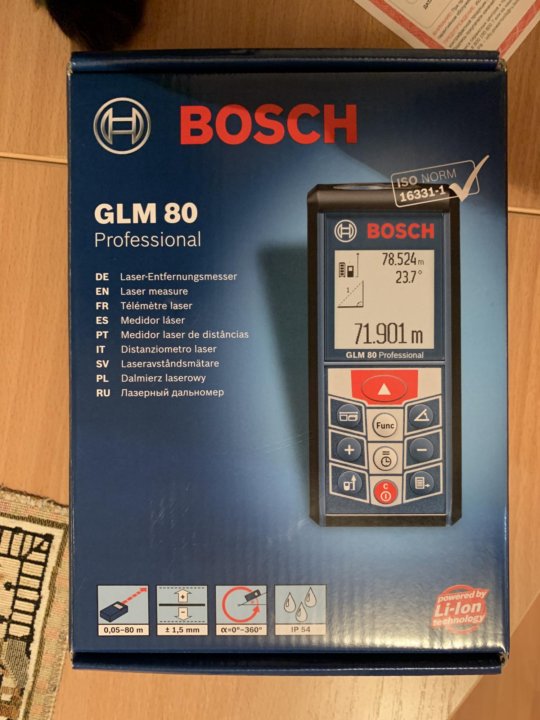 BOSCH
ISO NORM
16331-1
GLM 80
Professional
DE Laser-Entfernungsmesser
EN Laser measure
FR Télémètre laser
ES Medidor láser
PT Medidor laser de distâncias
IT Distanziometro laser
SV Laseravståndsmätare
PL Dalmierz laserowy
RU Лазерный дальномер
BOSCH
78.524 m
23.7°
1
71.901 m
GLM 80 Professional
Func
C
0,05–80 m
± 1,5 mm
α=0°–360°
IP 54
powered by
Li-Ion
technology